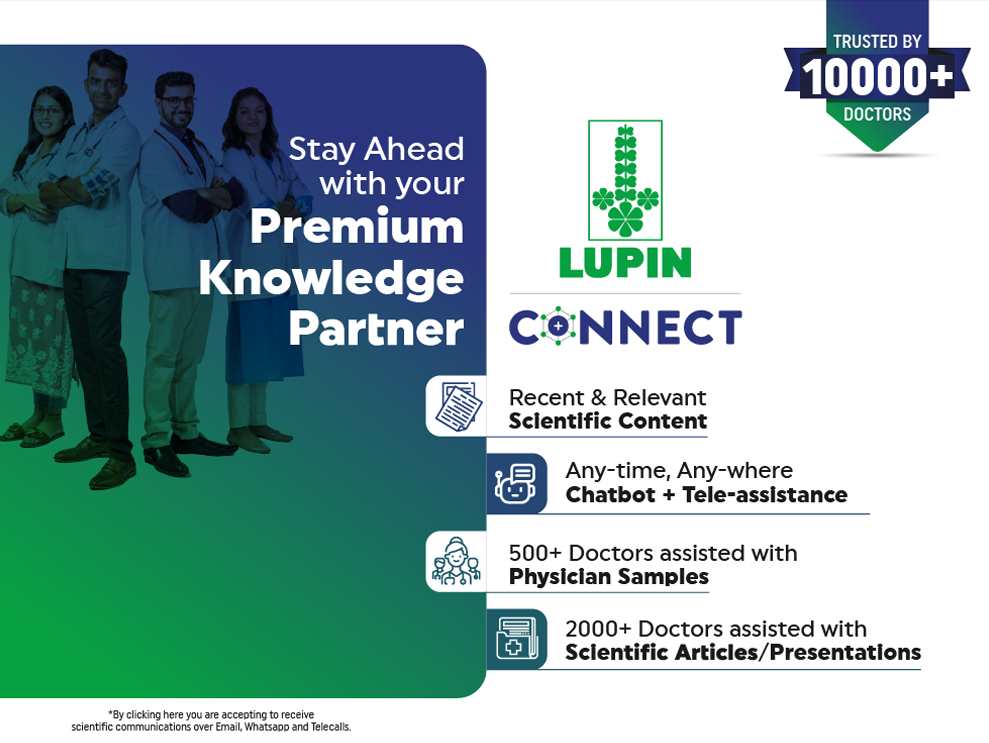 TRUSTED BY
10000+
DOCTORS
Stay Ahead
with your
Premium
Knowledge
Partner
LUPIN
CONNECT
Recent & Relevant
Scientific Content
Any-time, Any-where
Chatbot + Tele-assistance
500+ Doctors assisted with
Physician Samples
2000+ Doctors assisted with
Scientific Articles/Presentations
*By clicking here you are accepting to receive
scientific communications over Email, Whatsapp and Telecalls.